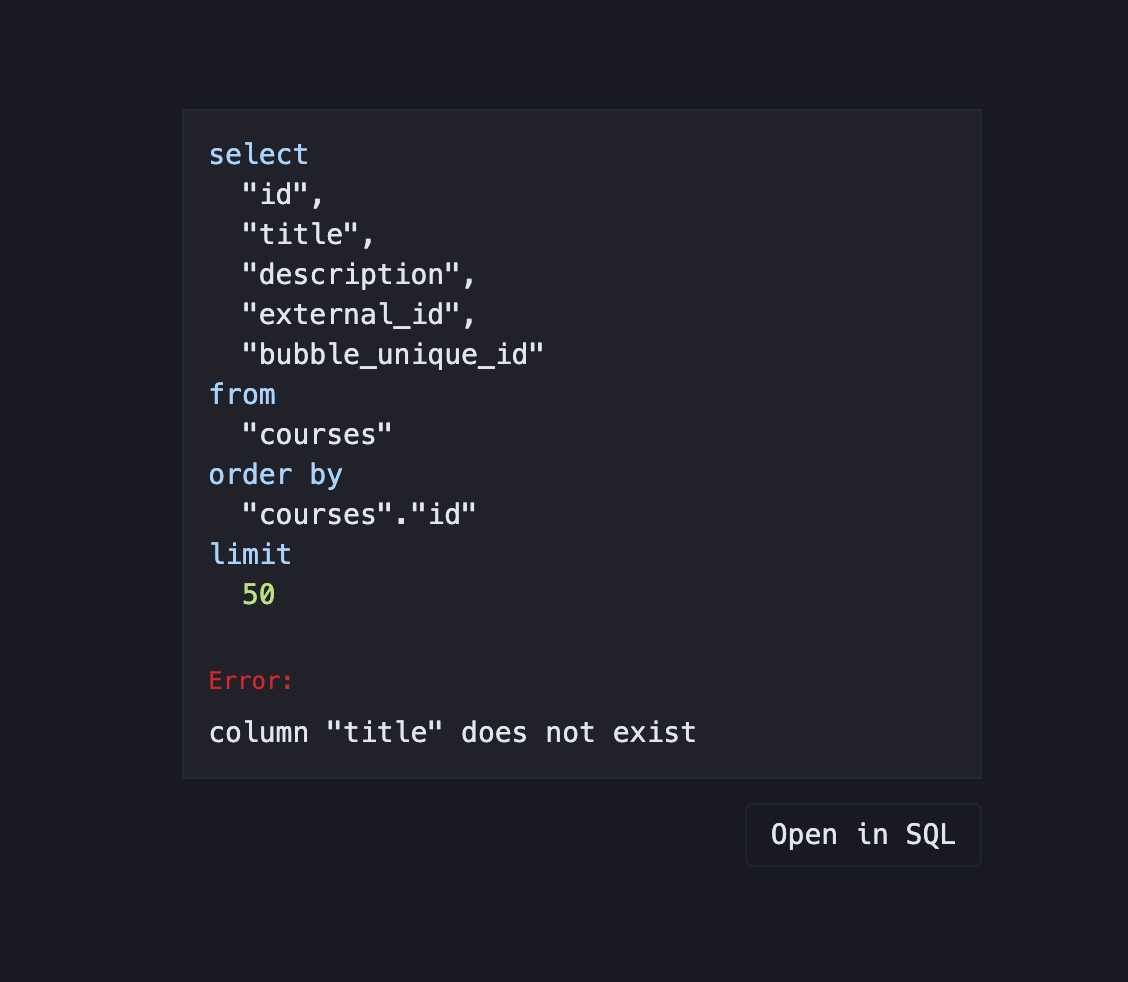 select
  "id",
  "title",
  "description",
  "external_id",
  "bubble_unique_id"
from
  "courses"
order by
  "courses"."id"
limit
  50
Error:
column "title" does not exist
Open in SQL